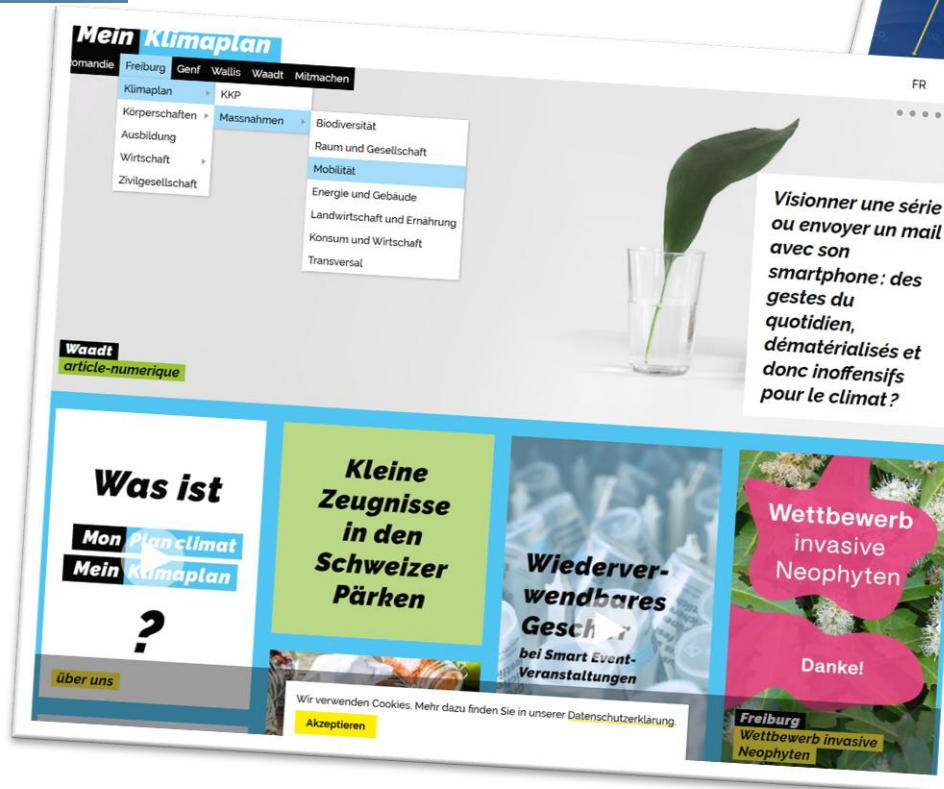 Mein Klimaplan
omandie Freiburg Genf Wallis Waadt Mitmachen
FR
Klimaplan
KKP
Körperschaften
Massnahmen
Biodiversität
Ausbildung
Raum und Gesellschaft
Wirtschaft
Mobilität
Zivilgesellschaft
Energie und Gebäude
Landwirtschaft und Ernährung
Konsum und Wirtschaft
Transversal
Visionner une série
ou envoyer un mail
avec son
smartphone: des
gestes du
quotidien,
dématérialisés et
donc inoffensifs
pour le climat?
Waadt
article-numerique
Was ist
Mon Plan climat
Mein Klimaplan
?
über uns
Kleine
Zeugnisse
in den
Schweizer
Pärken
Wiederver-
wendbares
bei Smart Event-
Veranstaltungen
Wettbewerb
invasive
Neophyten
Danke!
Freiburg
Wettbewerb invasive
Neophyten
Wir verwenden Cookies. Mehr dazu finden Sie in unserer Datenschutzerklärung.
Akzeptieren